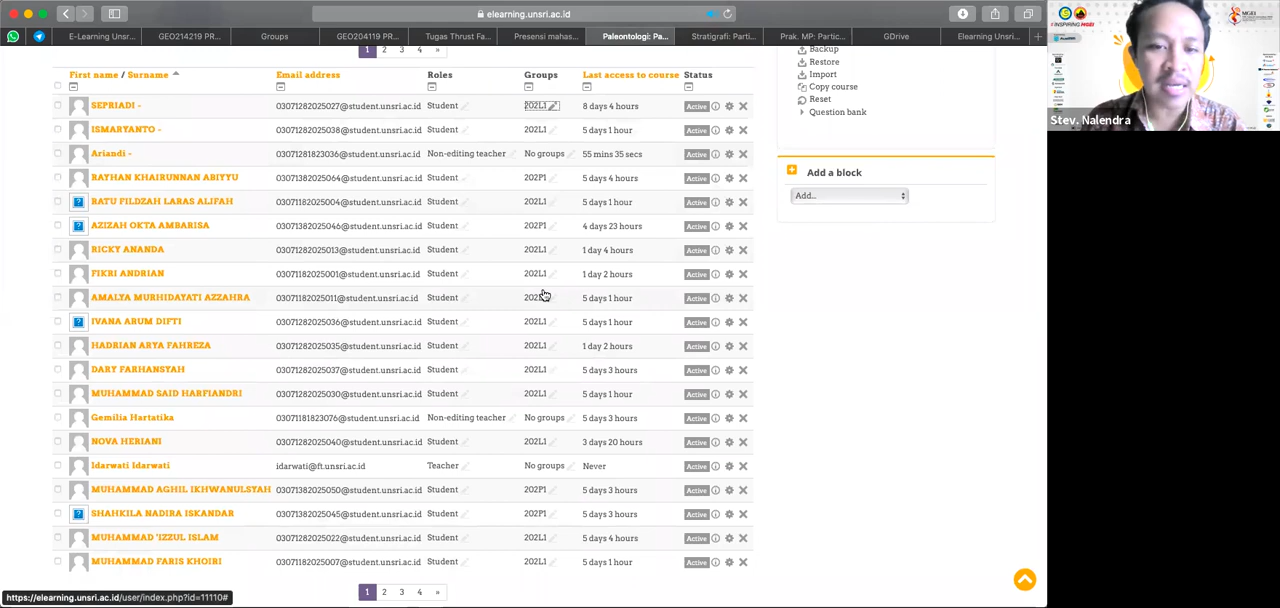 elearning.unsri.ac.id
E-Learning Unsr...
GEO214219 PR...
Groups
GEO204119 PR...
Tugas Thrust Fa...
Presensi mahas...
Paleontologi: Pa...
Stratigrafi: Parti...
Prak. MP: Partic...
GDrive
Elearning Unsri...
1 2 3 4 »
First name / Surname Email address Roles Groups Last access to course Status
SEPRIADI - 03071182025027@student.unsri.ac.id Student 202L1 8 days 4 hours Active
ISMARYANTO - 03071182025038@student.unsri.ac.id Student 202L1 5 days 1 hour Active
Ariandi - 03071281823036@student.unsri.ac.id Non-editing teacher No groups 55 mins 35 secs Active
RAYHAN KHAIRUNNAN ABIYYU 03071382025064@student.unsri.ac.id Student 202P1 5 days 4 hours Active
RATU FILDZAH LARAS ALIFAH 03071182025004@student.unsri.ac.id Student 202L1 5 days 1 hour Active
AZIZAH OKTA AMBARISA 03071382025046@student.unsri.ac.id Student 202P1 4 days 23 hours Active
RICKY ANANDA 03071182025013@student.unsri.ac.id Student 202L1 1 day 4 hours Active
FIKRI ANDRIAN 03071182025001@student.unsri.ac.id Student 202L1 1 day 2 hours Active
AMALYA MURHIDAYATI AZZAHRA 03071182025011@student.unsri.ac.id Student 5 days 1 hour Active
IVANA ARUM DIFTI 03071282025036@student.unsri.ac.id Student 202L1 5 days 1 hour Active
HADRIAN ARYA FAHREZA 03071282025035@student.unsri.ac.id Student 202L1 1 day 2 hours Active
DARY FARHANSYAH 03071282025037@student.unsri.ac.id Student 202L1 5 days 3 hours Active
MUHAMMAD SAID HARFIANDRI 03071282025030@student.unsri.ac.id Student 202L1 5 days 1 hour Active
Gemilia Hartatika 03071181823076@student.unsri.ac.id Non-editing teacher No groups 5 days 3 hours Active
NOVA HERIANI 03071282025040@student.unsri.ac.id Student 202L1 3 days 20 hours Active
Idarwati Idarwati idarwati@ft.unsri.ac.id Teacher No groups Never Active
MUHAMMAD AGHIL IKHWANULSYAH 03071382025050@student.unsri.ac.id Student 202P1 5 days 3 hours Active
SHAHKILA NADIRA ISKANDAR 03071382025045@student.unsri.ac.id Student 202P1 5 days 3 hours Active
MUHAMMAD 'IZZUL ISLAM 03071282025022@student.unsri.ac.id Student 202L1 5 days 4 hours Active
MUHAMMAD FARIS KHOIRI 03071182025007@student.unsri.ac.id Student 202L1 5 days 1 hour Active
1 2 3 4 »
https://elearning.unsri.ac.id/user/index.php?id=11110#
Backup
Restore
Import
Copy course
Reset
Question bank
Add a block
Add...
Stev. Nalendra